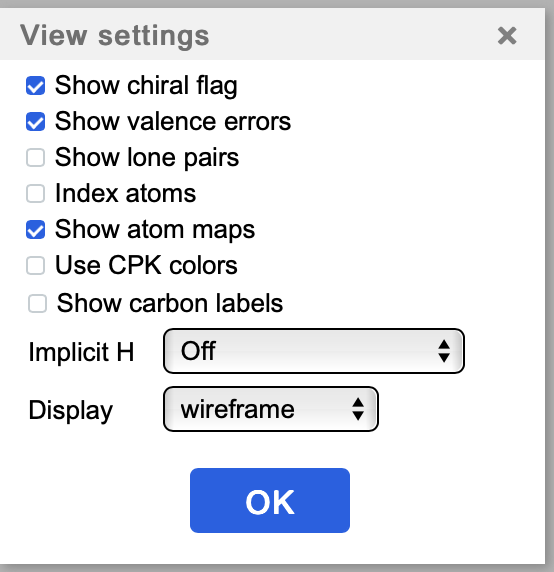 View settings
Show chiral flag
Show valence errors
Show lone pairs
Index atoms
Show atom maps
Use CPK colors
Show carbon labels
Implicit H Off
Display wireframe
OK